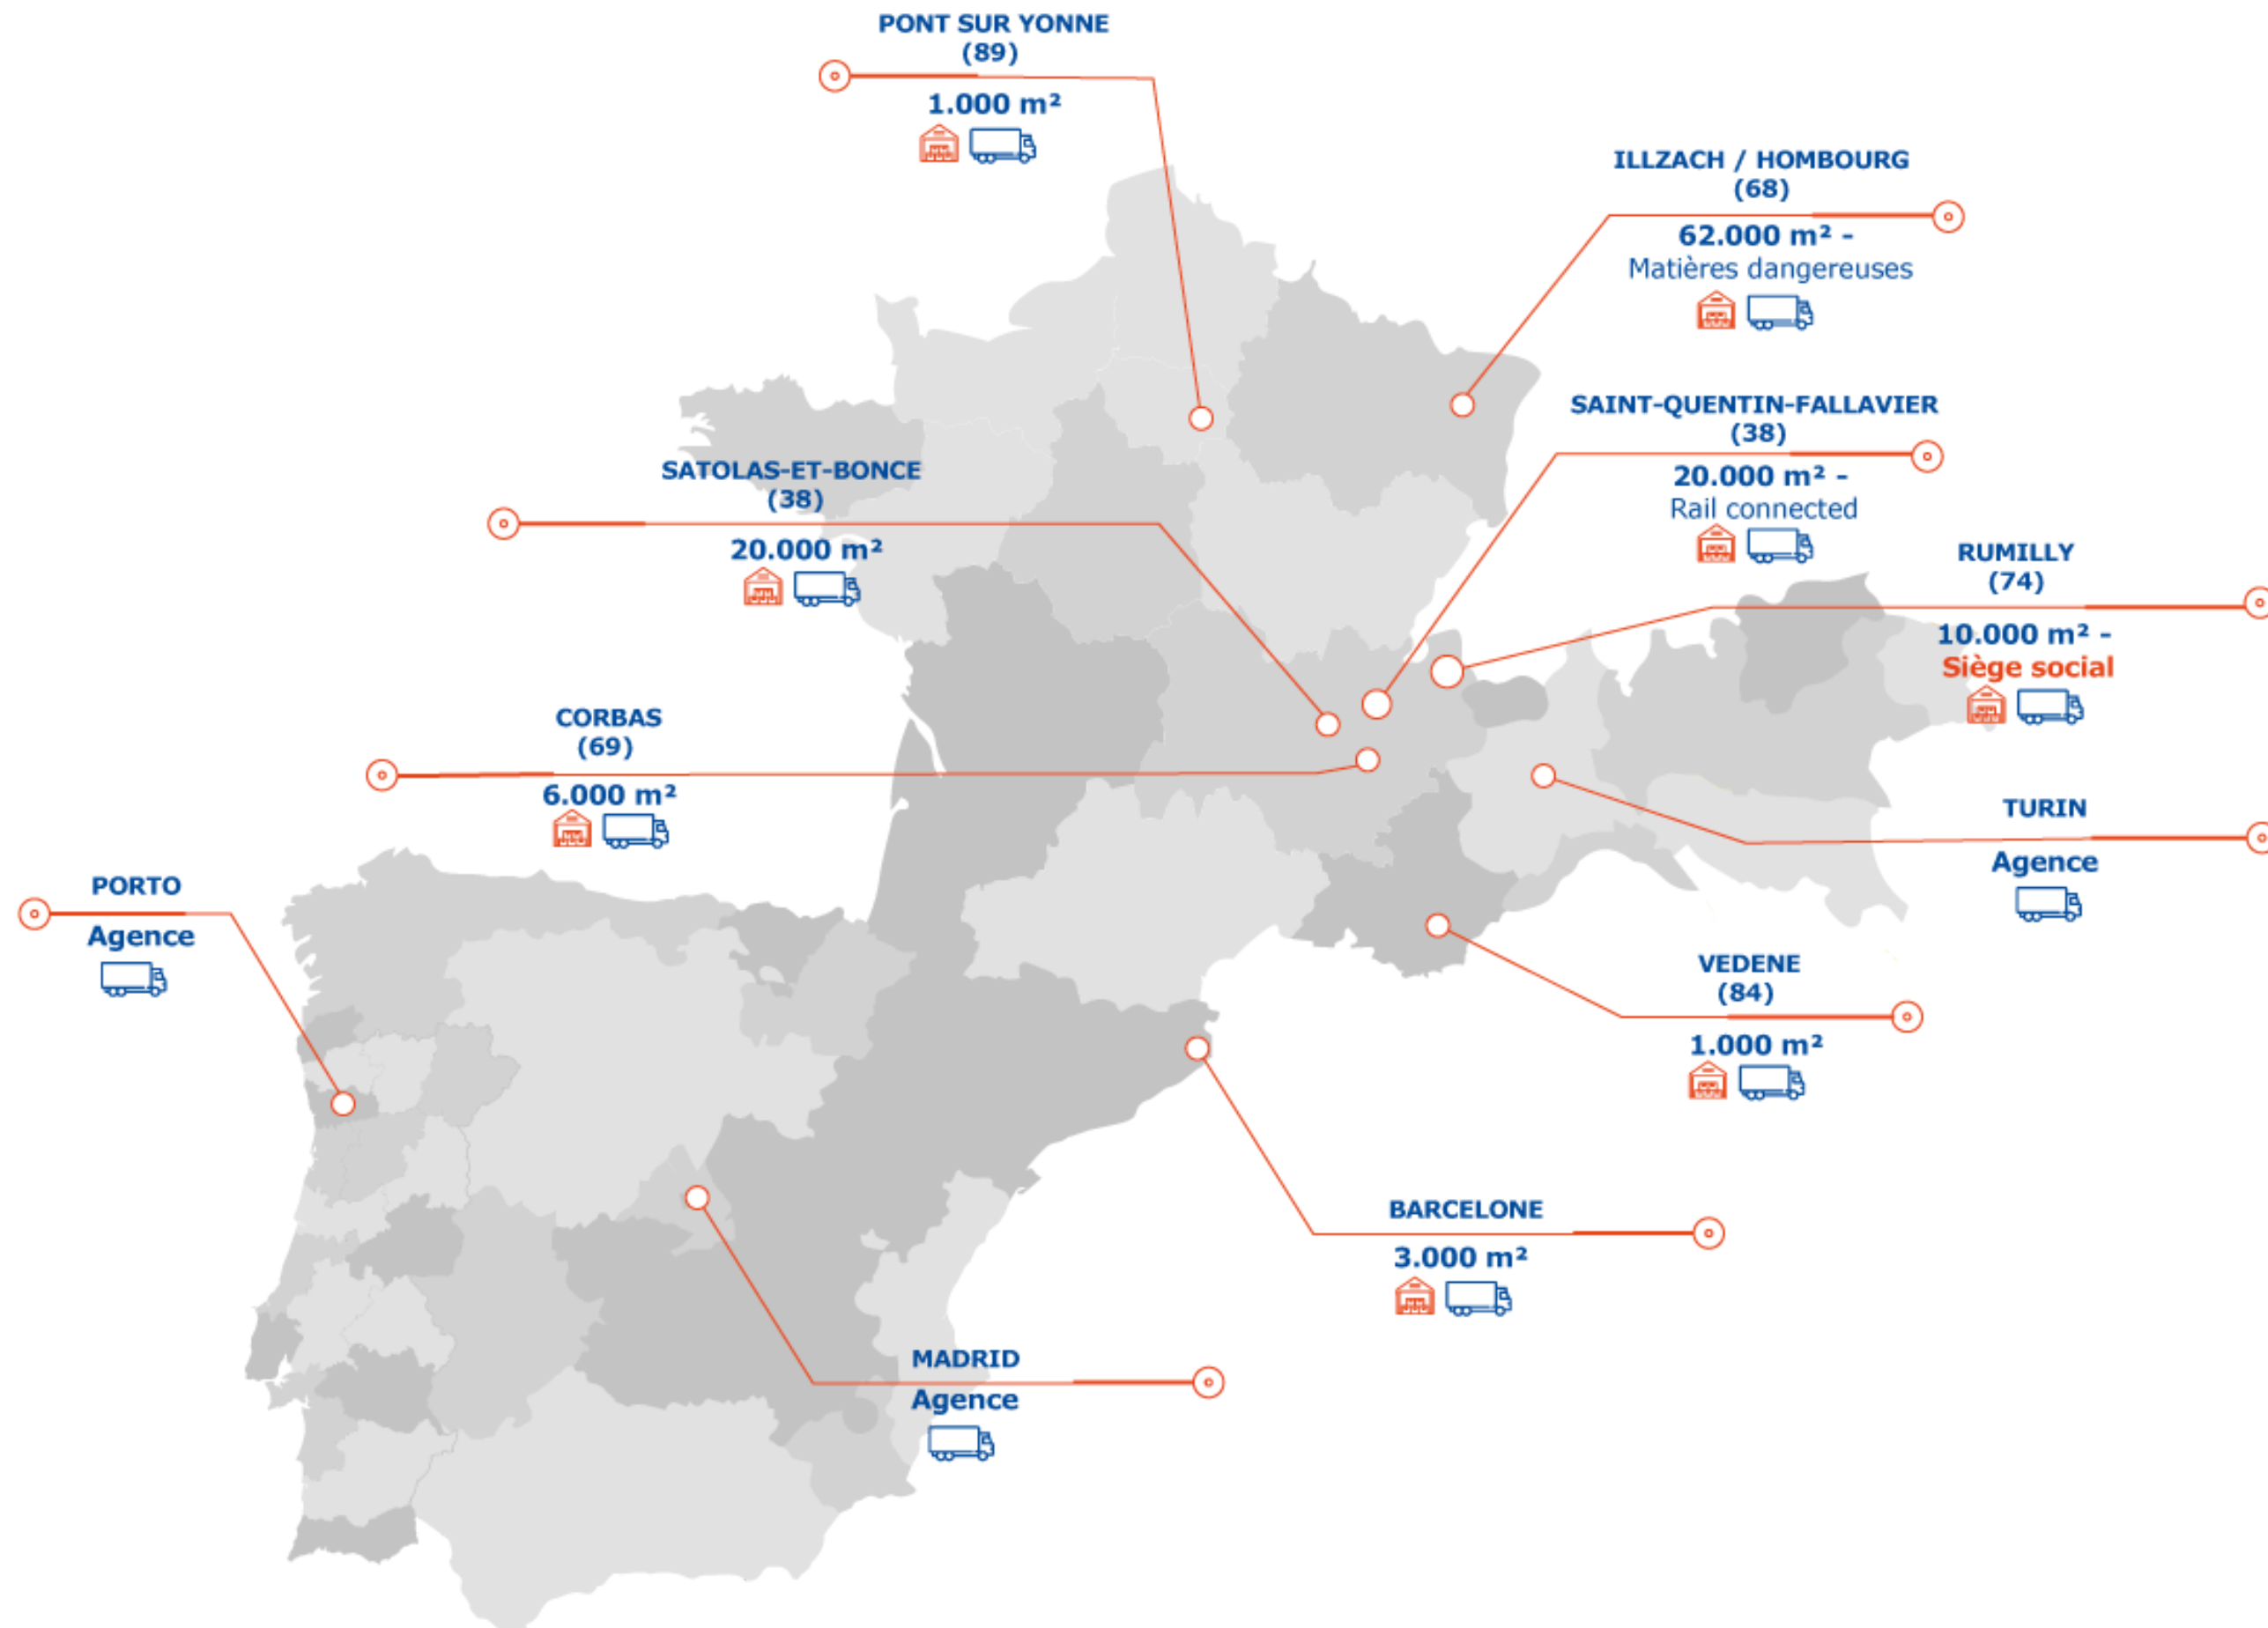 PONT SUR YONNE
(89)
1.000 m²
ILLZACH / HOMBOURG
(68)
62.000 m² -
Matières dangereuses
SAINT-QUENTIN-FALLAVIER
(38)
20.000 m² -
Rail connected
SATOLAS-ET-BONCE
(38)
20.000 m²
RUMILLY
(74)
10.000 m² -
Siège social
CORBAS
(69)
6.000 m²
TURIN
Agence
PORTO
Agence
VEDENE
(84)
1.000 m²
BARCELONE
3.000 m²
MADRID
Agence